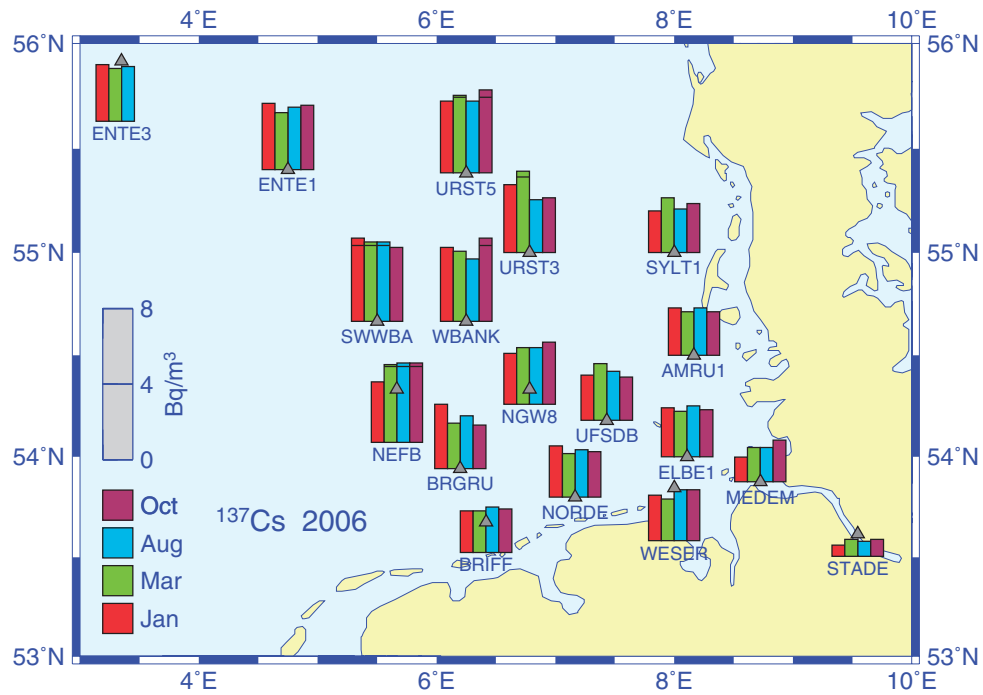 4°E 6°E 8°E 10°E
56°N 56°N
ENTE3
ENTE1 URST5
55°N URST3 SYLT1 55°N
8 SWWBA WBANK
AMRU1
4 Bq/m³ NGW8
UFSDB
0 NEFB
54°N BRGRU ELBE1 54°N
MEDEM
Oct NORDE
137Cs 2006
Aug WESER
BRIFF STADE
Mar
Jan
53°N 53°N
4°E 6°E 8°E 10°E